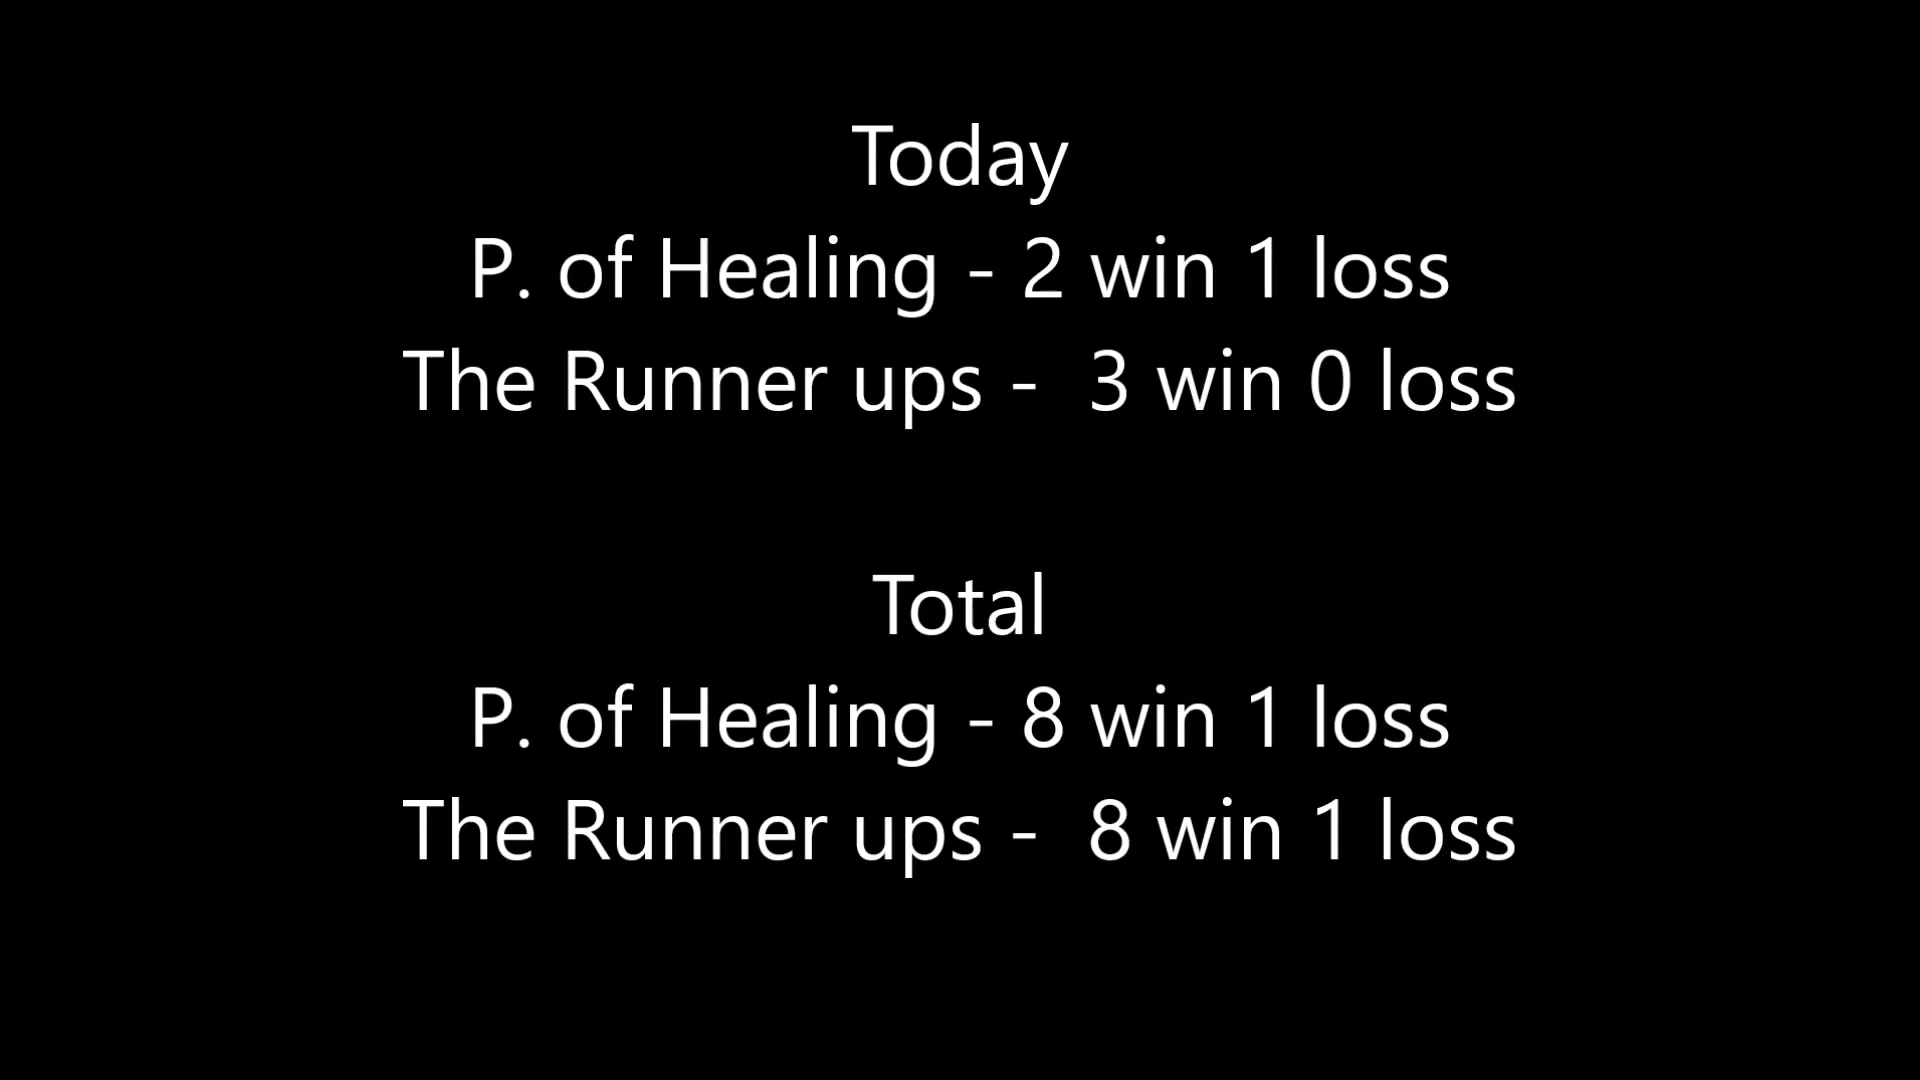 Today
P. of Healing - 2 win 1 loss
The Runner ups -  3 win 0 loss
Total
P. of Healing - 8 win 1 loss
The Runner ups -  8 win 1 loss